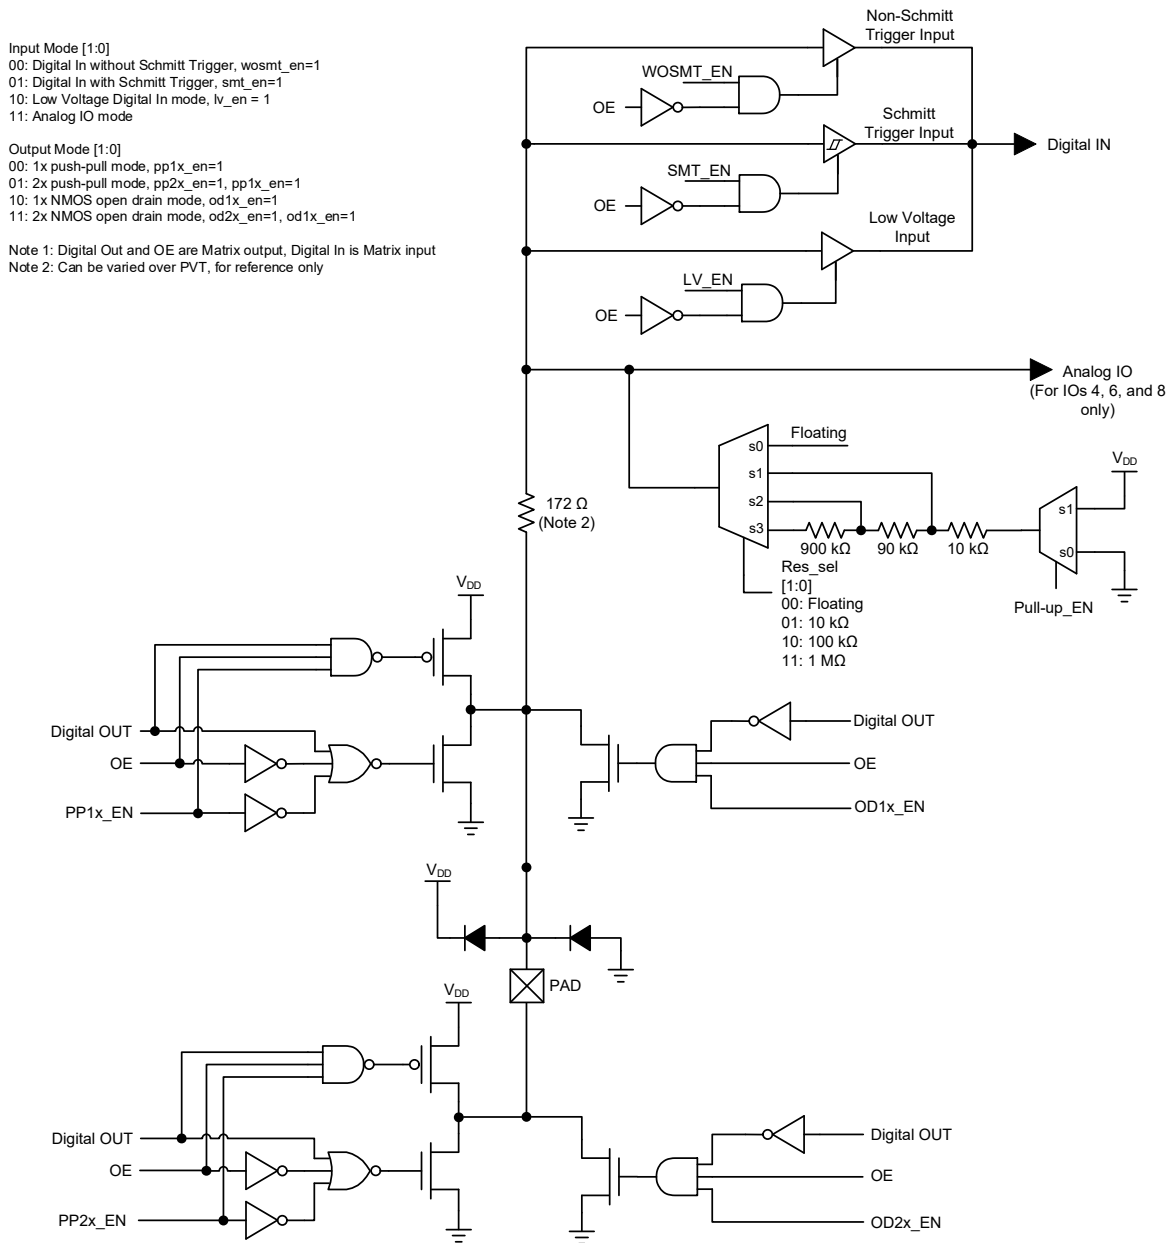 Input Mode [1:0]
00: Digital In without Schmitt Trigger, wosmt_en=1
01: Digital In with Schmitt Trigger, smt_en=1
10: Low Voltage Digital In mode, lv_en = 1
11: Analog IO mode
Output Mode [1:0]
00: 1x push-pull mode, pp1x_en=1
01: 2x push-pull mode, pp2x_en=1, pp1x_en=1
10: 1x NMOS open drain mode, od1x_en=1
11: 2x NMOS open drain mode, od2x_en=1, od1x_en=1
Note 1: Digital Out and OE are Matrix output, Digital In is Matrix input
Note 2: Can be varied over PVT, for reference only
Non-Schmitt
Trigger Input
WOSMT_EN
OE
Schmitt
Trigger Input
Digital IN
SMT_EN
OE
Low Voltage
Input
LV_EN
OE
Analog IO
(For IOs 4, 6, and 8
only)
Floating
s0
s1
s2
s3
VDD
s1
s0
172 Ω
(Note 2)
900 kΩ
90 kΩ
10 kΩ
Res_sel
[1:0]
00: Floating
01: 10 kΩ
10: 100 kΩ
11: 1 MΩ
Pull-up_EN
VDD
Digital OUT
OE
PP1x_EN
Digital OUT
OE
OD1x_EN
VDD
PAD
VDD
Digital OUT
OE
PP2x_EN
Digital OUT
OE
OD2x_EN